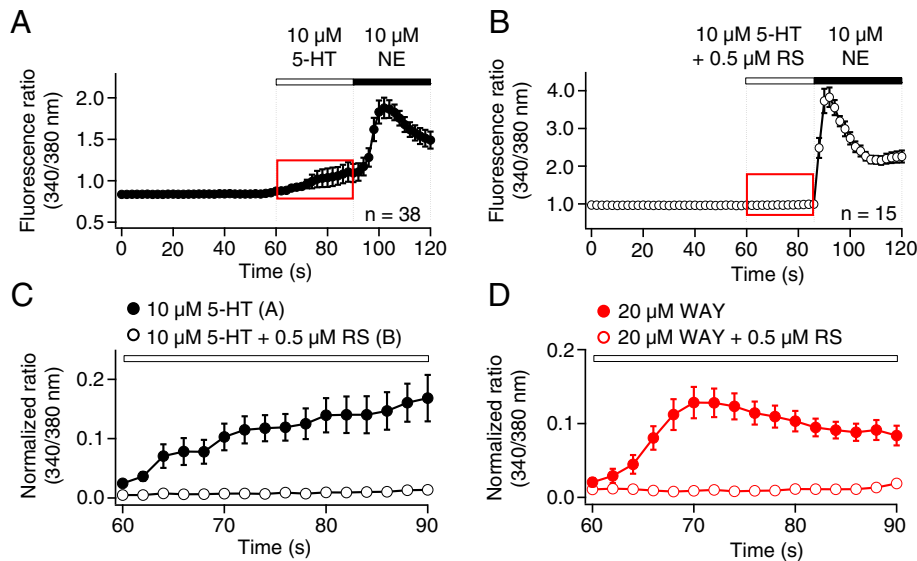 A
10 µM
5-HT
10 µM
NE
Fluorescence ratio
(340/380 nm)
2.0
1.5
1.0
0.5
n = 38
0 20 40 60 80 100 120
Time (s)
B
10 µM 5-HT
+ 0.5 µM RS
10 µM
NE
Fluorescence ratio
(340/380 nm)
4.0
3.0
2.0
1.0
n = 15
0 20 40 60 80 100 120
Time (s)
C
10 µM 5-HT (A)
10 µM 5-HT + 0.5 µM RS (B)
Normalized ratio
(340/380 nm)
0.2
0.1
0.0
60 70 80 90
Time (s)
D
20 µM WAY
20 µM WAY + 0.5 µM RS
Normalized ratio
(340/380 nm)
0.2
0.1
0.0
60 70 80 90
Time (s)